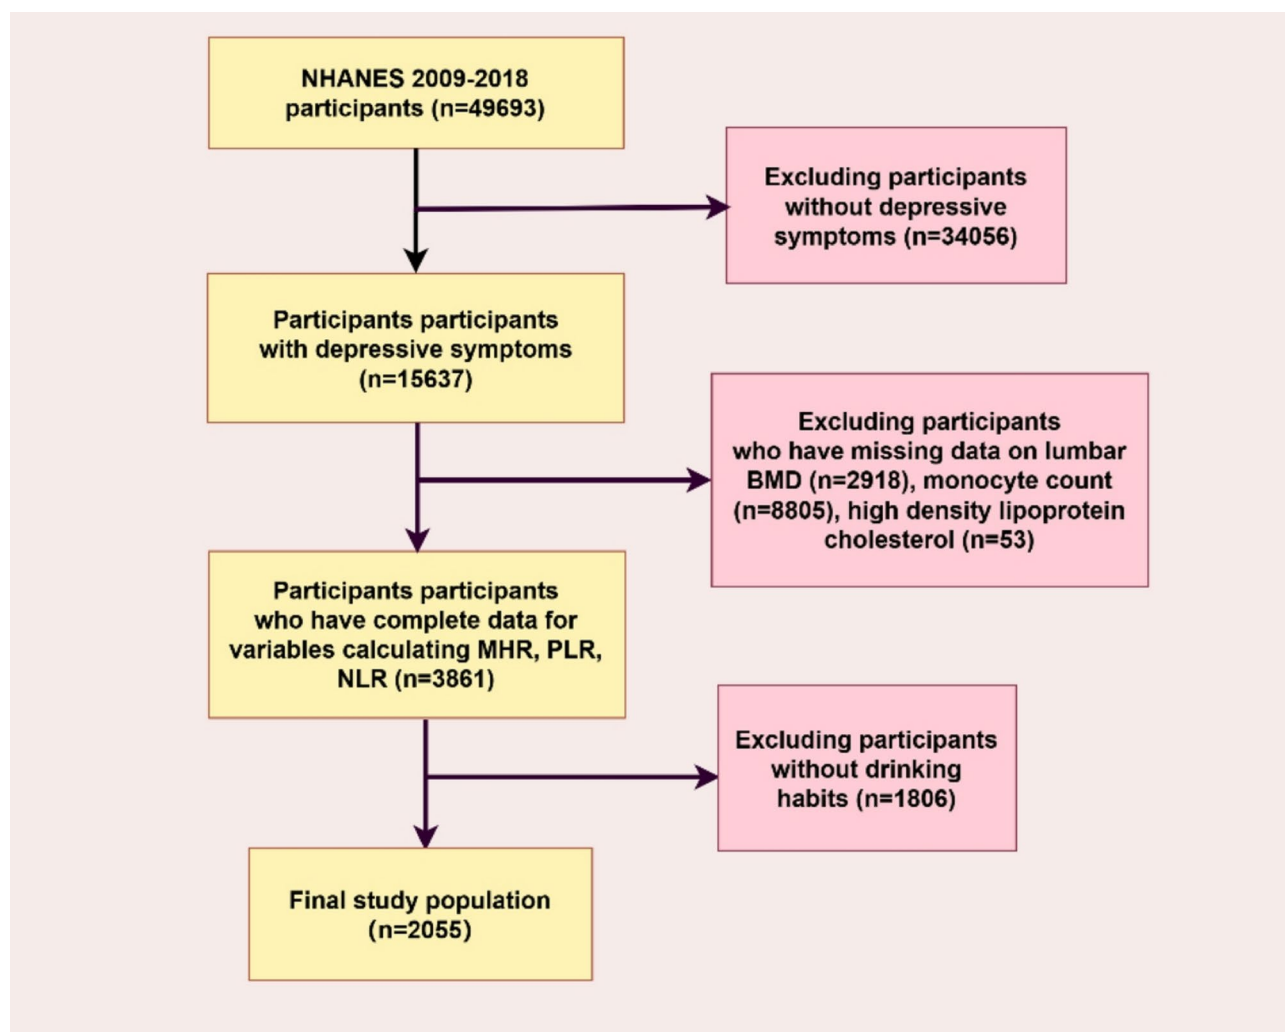 NHANES 2009-2018
participants (n=49693)
Excluding participants
without depressive
symptoms (n=34056)
Participants participants
with depressive symptoms
(n=15637)
Excluding participants
who have missing data on lumbar
BMD (n=2918), monocyte count
(n=8805), high density lipoprotein
cholesterol (n=53)
Participants participants
who have complete data for
variables calculating MHR, PLR,
NLR (n=3861)
Excluding participants
without drinking
habits (n=1806)
Final study population
(n=2055)